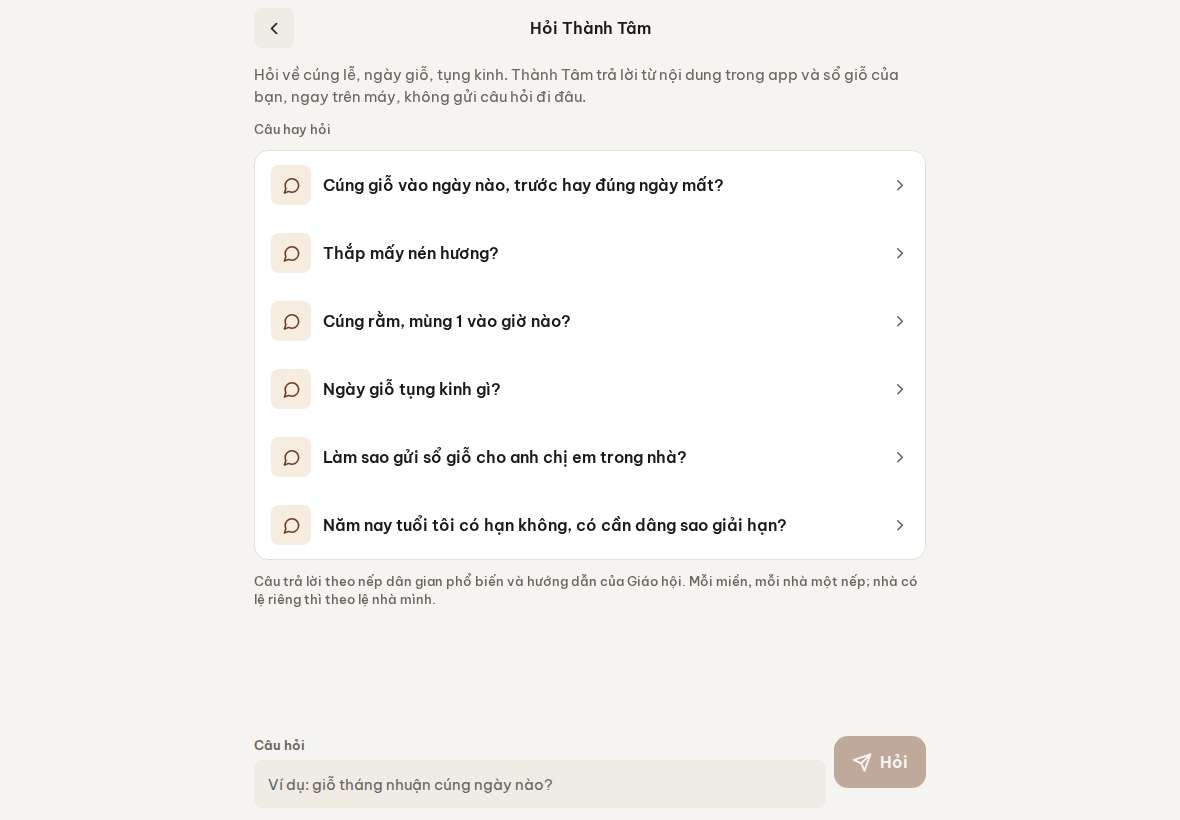 Hỏi Thành Tâm
Hỏi về cúng lễ, ngày giỗ, tụng kinh. Thành Tâm trả lời từ nội dung trong app và sổ giỗ của
bạn, ngay trên máy, không gửi câu hỏi đi đâu.
Câu hay hỏi
Cúng giỗ vào ngày nào, trước hay đúng ngày mất?
Thắp mấy nén hương?
Cúng rằm, mùng 1 vào giờ nào?
Ngày giỗ tụng kinh gì?
Làm sao gửi sổ giỗ cho anh chị em trong nhà?
Năm nay tuổi tôi có hạn không, có cần dâng sao giải hạn?
Câu trả lời theo nếp dân gian phổ biến và hướng dẫn của Giáo hội. Mỗi miền, mỗi nhà một nếp; nhà có
lệ riêng thì theo lệ nhà mình.
Câu hỏi
Ví dụ: giỗ tháng nhuận cúng ngày nào?
Hỏi